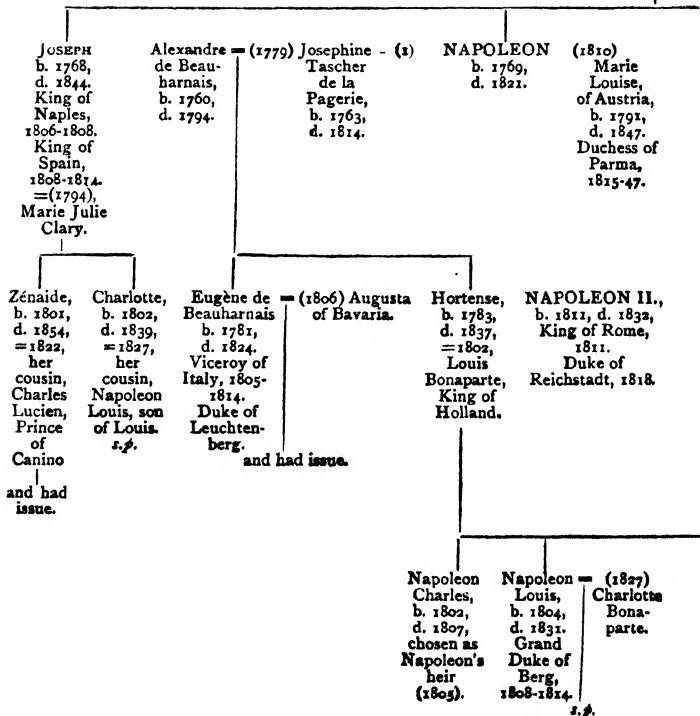 JOSEPH
b. 1768,
d. 1844.
King of
Naples,
1806-1808.
King of
Spain,
1808-1814.
=(1794),
Marie Julie
Clary.
Alexandre = (1779) Josephine - (1)
de Beau-
harnais,
b. 1760,
d. 1794.
Tascher
de la
Pagerie,
b. 1763,
d. 1814.
NAPOLEON
b. 1769,
d. 1821.
(1810)
Marie
Louise,
of Austria,
b. 1791,
d. 1847.
Duchess of
Parma,
1815-47.
Zénaide,
b. 1801,
d. 1854,
=1822,
her
cousin,
Charles
Lucien,
Prince
of
Canino
and had
issue.
Charlotte,
b. 1802,
d. 1839,
=1827,
her
cousin,
Napoleon
Louis, son
of Louis.
s.p.
Eugène de
Beauharnais
b. 1781,
d. 1824.
Viceroy of
Italy, 1805-
1814.
Duke of
Leuchten-
berg.
= (1806) Augusta
of Bavaria.
and had issue.
Hortense,
b. 1783,
d. 1837,
=1802,
Louis
Bonaparte,
King of
Holland.
NAPOLEON II.,
b. 1811, d. 1832,
King of Rome,
1811.
Duke of
Reichstadt, 1818.
Napoleon
Charles,
b. 1802,
d. 1807,
chosen as
Napoleon's
heir
(1805).
Napoleon
Louis,
b. 1804,
d. 1831.
Grand
Duke of
Berg,
1808-1814.
= (1827)
Charlotte
Bona-
parte.
s.p.